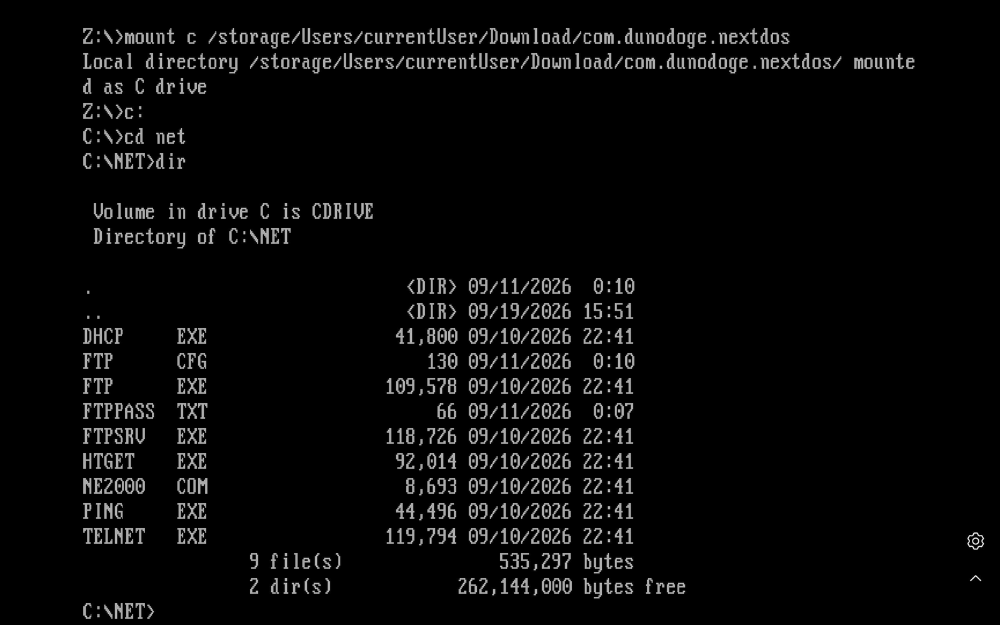 Z:\>mount c /storage/Users/currentUser/Download/com.dunodoge.nextdos
Local directory /storage/Users/currentUser/Download/com.dunodoge.nextdos/ mounte
d as C drive
Z:\>c:
C:\>cd net
C:\NET>dir
Volume in drive C is CDRIVE
Directory of C:\NET
. <DIR> 09/11/2026 0:10
.. <DIR> 09/19/2026 15:51
DHCP EXE 41,800 09/10/2026 22:41
FTP CFG 130 09/11/2026 0:10
FTP EXE 109,578 09/10/2026 22:41
FTPPASS TXT 66 09/11/2026 0:07
FTPSRV EXE 118,726 09/10/2026 22:41
HTGET EXE 92,014 09/10/2026 22:41
NE2000 COM 8,693 09/10/2026 22:41
PING EXE 44,496 09/10/2026 22:41
TELNET EXE 119,794 09/10/2026 22:41
9 file(s) 535,297 bytes
2 dir(s) 262,144,000 bytes free
C:\NET>